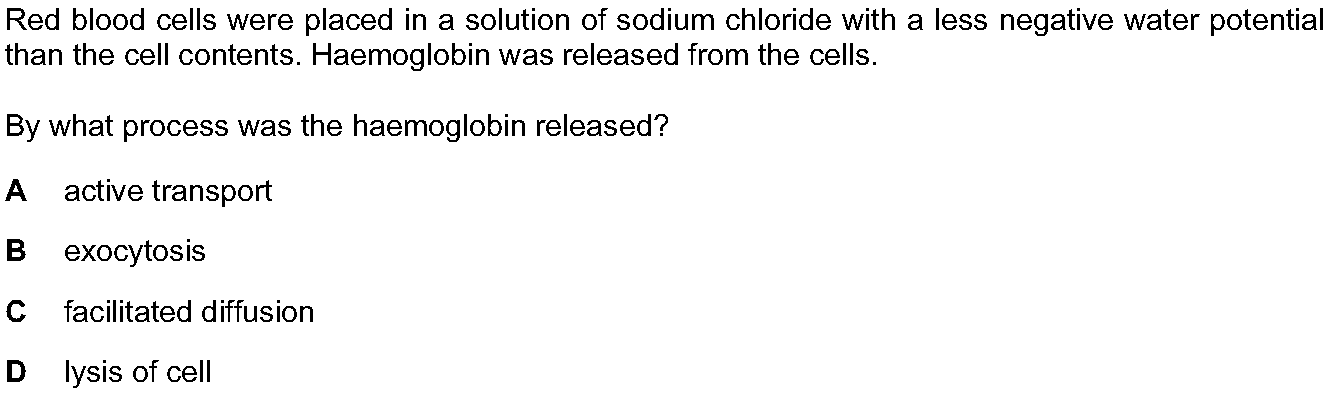 Red blood cells were placed in a solution of sodium chloride with a less negative water potential
than the cell contents. Haemoglobin was released from the cells.
By what process was the haemoglobin released?
A active transport
B exocytosis
C facilitated diffusion
D lysis of cell